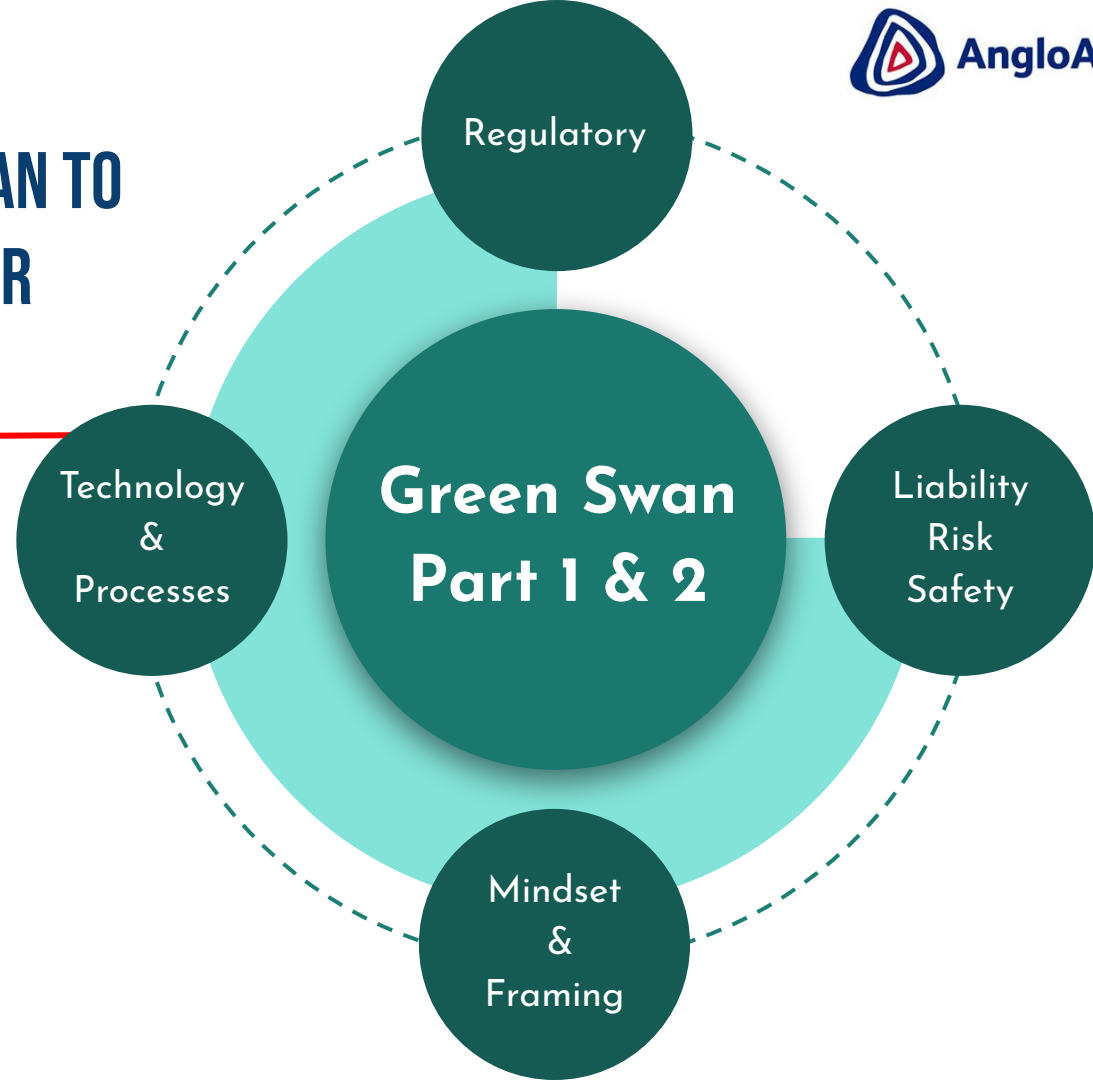 AngloA
AN TO
R
Regulatory
Technology
&
Processes
Green Swan
Part 1 & 2
Liability
Risk
Safety
Mindset
&
Framing